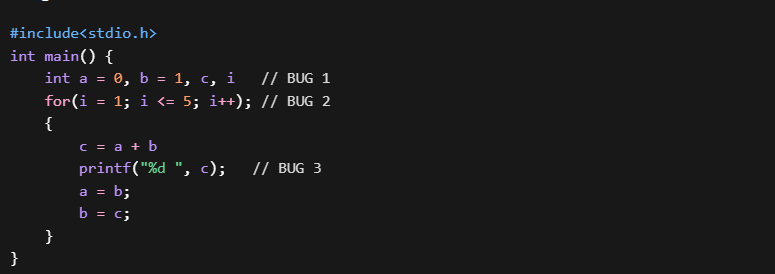 #include<stdio.h>
int main() {
    int a = 0, b = 1, c, i   // BUG 1
    for(i = 1; i <= 5; i++); // BUG 2
    {
        c = a + b
        printf("%d ", c);   // BUG 3
        a = b;
        b = c;
    }
}